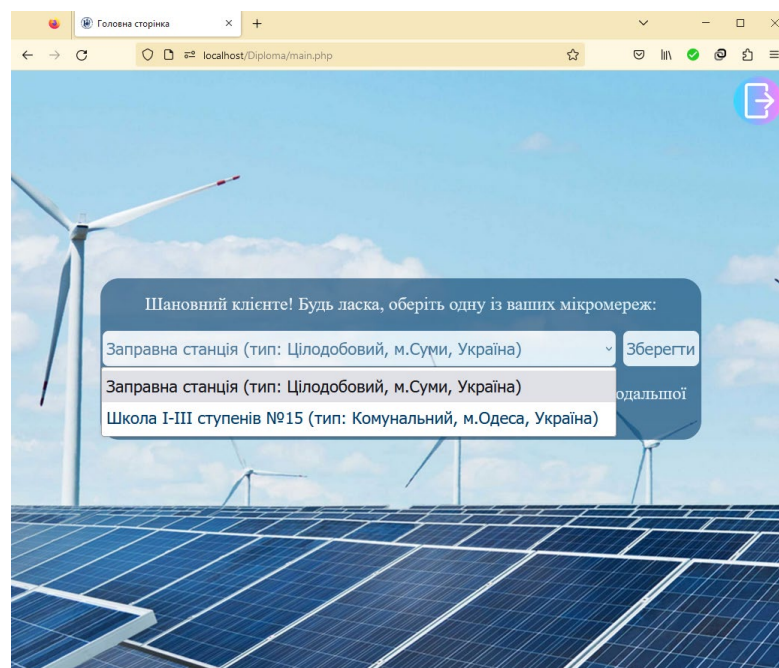 Головна сторінка
localhost/Diploma/main.php
Шановний клієнте! Будь ласка, оберіть одну із ваших мікромереж:
Заправна станція (тип: Цілодобовий, м.Суми, Україна)
Зберегти
Заправна станція (тип: Цілодобовий, м.Суми, Україна)
Школа І-ІІІ ступенів №15 (тип: Комунальний, м.Одеса, Україна)